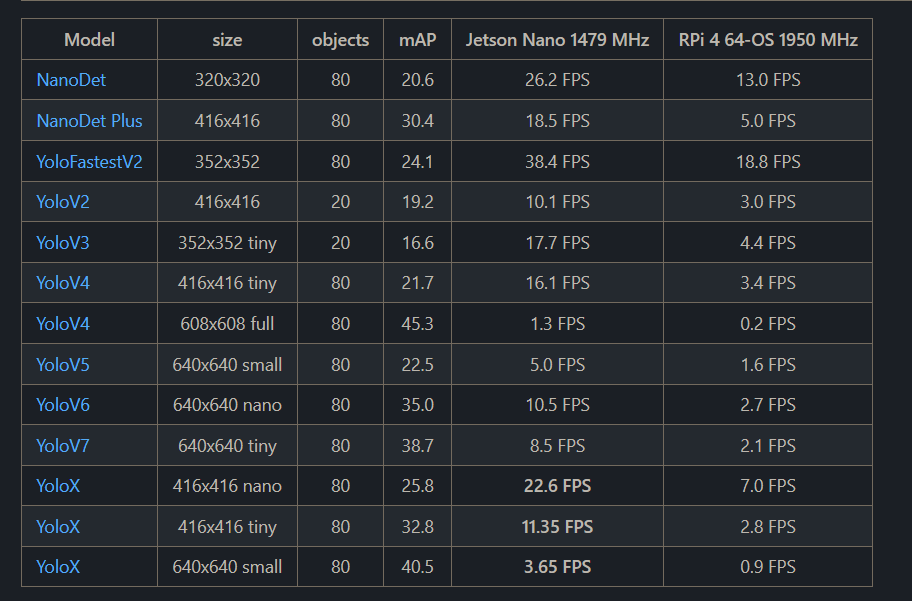 Model size objects mAP Jetson Nano 1479 MHz RPi 4 64-OS 1950 MHz
NanoDet 320x320 80 20.6 26.2 FPS 13.0 FPS
NanoDet Plus 416x416 80 30.4 18.5 FPS 5.0 FPS
YoloFastestV2 352x352 80 24.1 38.4 FPS 18.8 FPS
YoloV2 416x416 20 19.2 10.1 FPS 3.0 FPS
YoloV3 352x352 tiny 20 16.6 17.7 FPS 4.4 FPS
YoloV4 416x416 tiny 80 21.7 16.1 FPS 3.4 FPS
YoloV4 608x608 full 80 45.3 1.3 FPS 0.2 FPS
YoloV5 640x640 small 80 22.5 5.0 FPS 1.6 FPS
YoloV6 640x640 nano 80 35.0 10.5 FPS 2.7 FPS
YoloV7 640x640 tiny 80 38.7 8.5 FPS 2.1 FPS
YoloX 416x416 nano 80 25.8 22.6 FPS 7.0 FPS
YoloX 416x416 tiny 80 32.8 11.35 FPS 2.8 FPS
YoloX 640x640 small 80 40.5 3.65 FPS 0.9 FPS